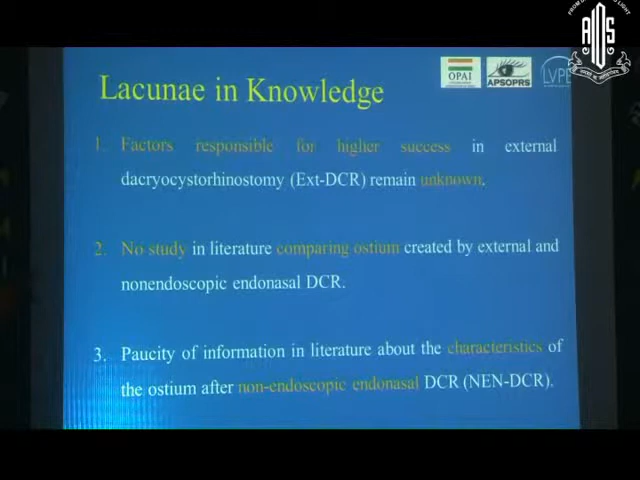 AIOS
OPAI
APSOPRS
LVPEI
Lacunae in Knowledge
1. Factors responsible for higher success in external
dacryocystorhinostomy (Ext-DCR) remain unknown.
2. No study in literature comparing ostium created by external and
nonendoscopic endonasal DCR.
3. Paucity of information in literature about the characteristics of
the ostium after non-endoscopic endonasal DCR (NEN-DCR).